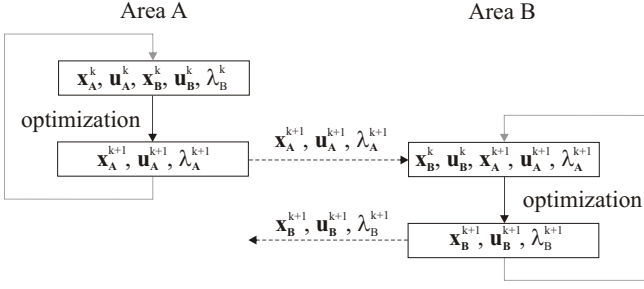 Area A
Area B
x_A^k, u_A^k, x_B^k, u_B^k, λ_B^k
optimization
x_A^{k+1}, u_A^{k+1}, λ_A^{k+1}
x_A^{k+1}, u_A^{k+1}, λ_A^{k+1}
x_B^k, u_B^k, x_A^{k+1}, u_A^{k+1}, λ_A^{k+1}
optimization
x_B^{k+1}, u_B^{k+1}, λ_B^{k+1}
x_B^{k+1}, u_B^{k+1}, λ_B^{k+1}